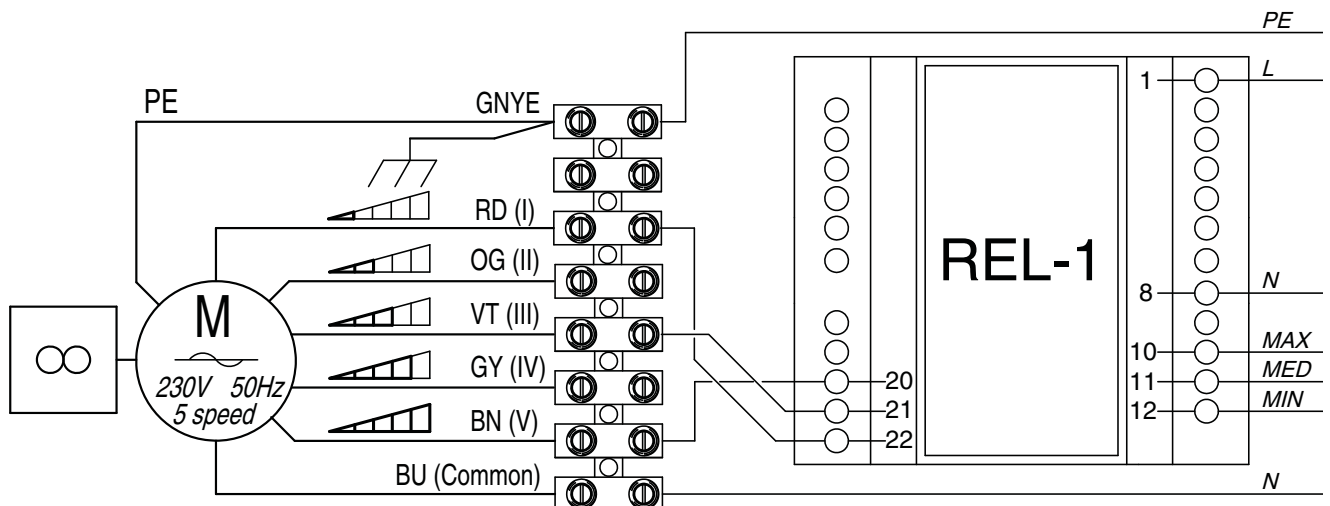 PE
1 L
PE GNYE
RD (I)
REL-1
OG (II)
8 N
M
VT (III)
10 MAX
230V 50Hz
GY (IV)
20 11 MED
5 speed
BN (V)
21 12 MIN
22
BU (Common) N